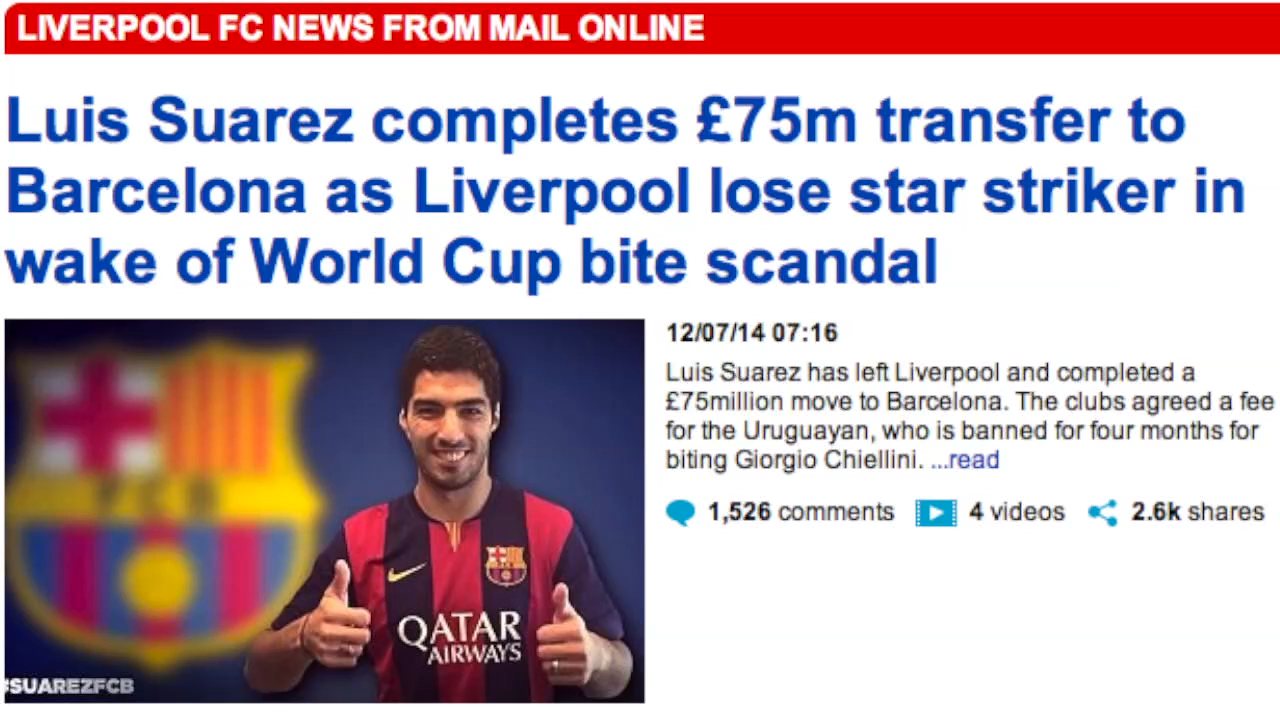 LIVERPOOL FC NEWS FROM MAIL ONLINE
Luis Suarez completes £75m transfer to
Barcelona as Liverpool lose star striker in
wake of World Cup bite scandal
12/07/14 07:16
Luis Suarez has left Liverpool and completed a
£75million move to Barcelona. The clubs agreed a fee
for the Uruguayan, who is banned for four months for
biting Giorgio Chiellini. ...read
1,526 comments 4 videos 2.6k shares
FCB
QATAR
AIRWAYS
#SUAREZFCB